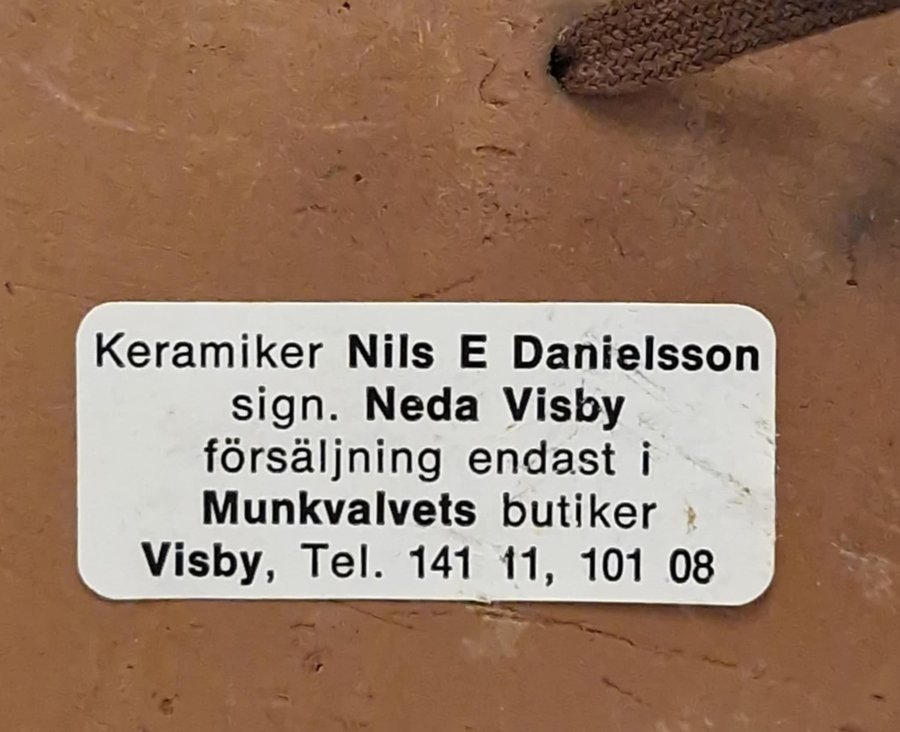 Keramiker Nils E Danielsson
sign. Neda Visby
försäljning endast i
Munkvalvets butiker
Visby, Tel. 141 11, 101 08